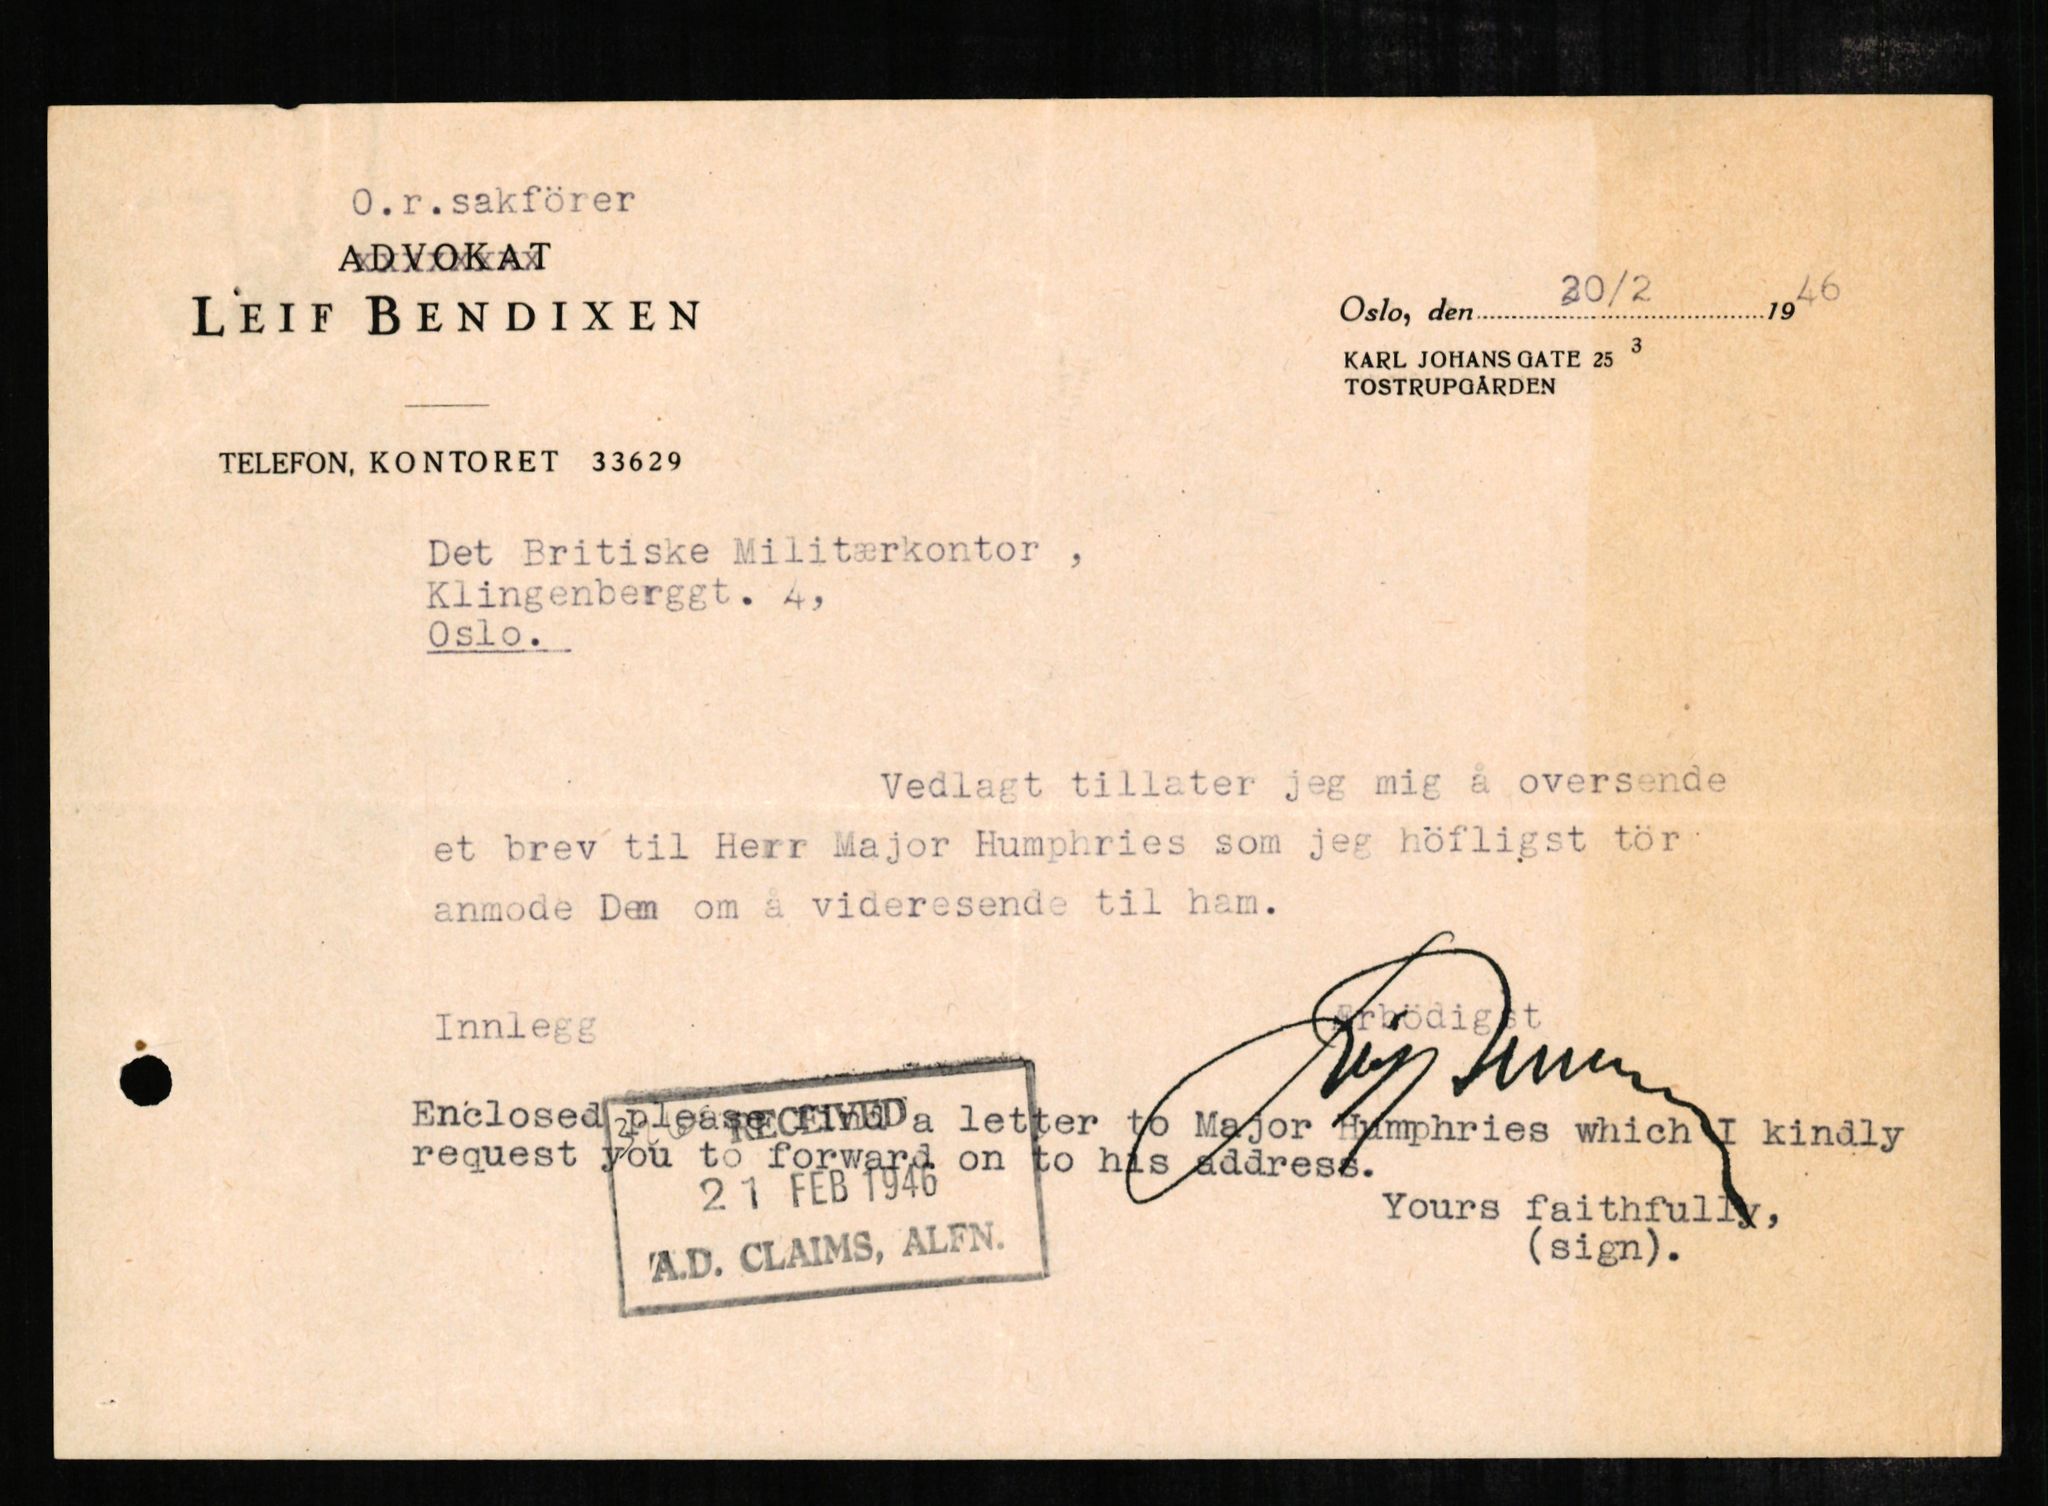 O.r.sakförer
ADVOKAT
LEIF BENDIXEN
TELEFON, KONTORET 33629
Oslo, den 20/2 1946
KARL JOHANS GATE 25 3
TOSTRUPGÅRDEN
Det Britiske Militærkontor ,
Klingenberggt. 4,
Oslo.
Vedlagt tillater jeg mig å oversende
et brev til Herr Major Humphries som jeg höfligst tör
anmode Dem om å videresende til ham.
Innlegg
Ærbödigst
Enclosed please find a letter to Major Humphries which I kindly
request you to forward on to his address.
Yours faithfully,
(sign).
RECEIVED
21 FEB 1946
A.D. CLAIMS, ALFN.